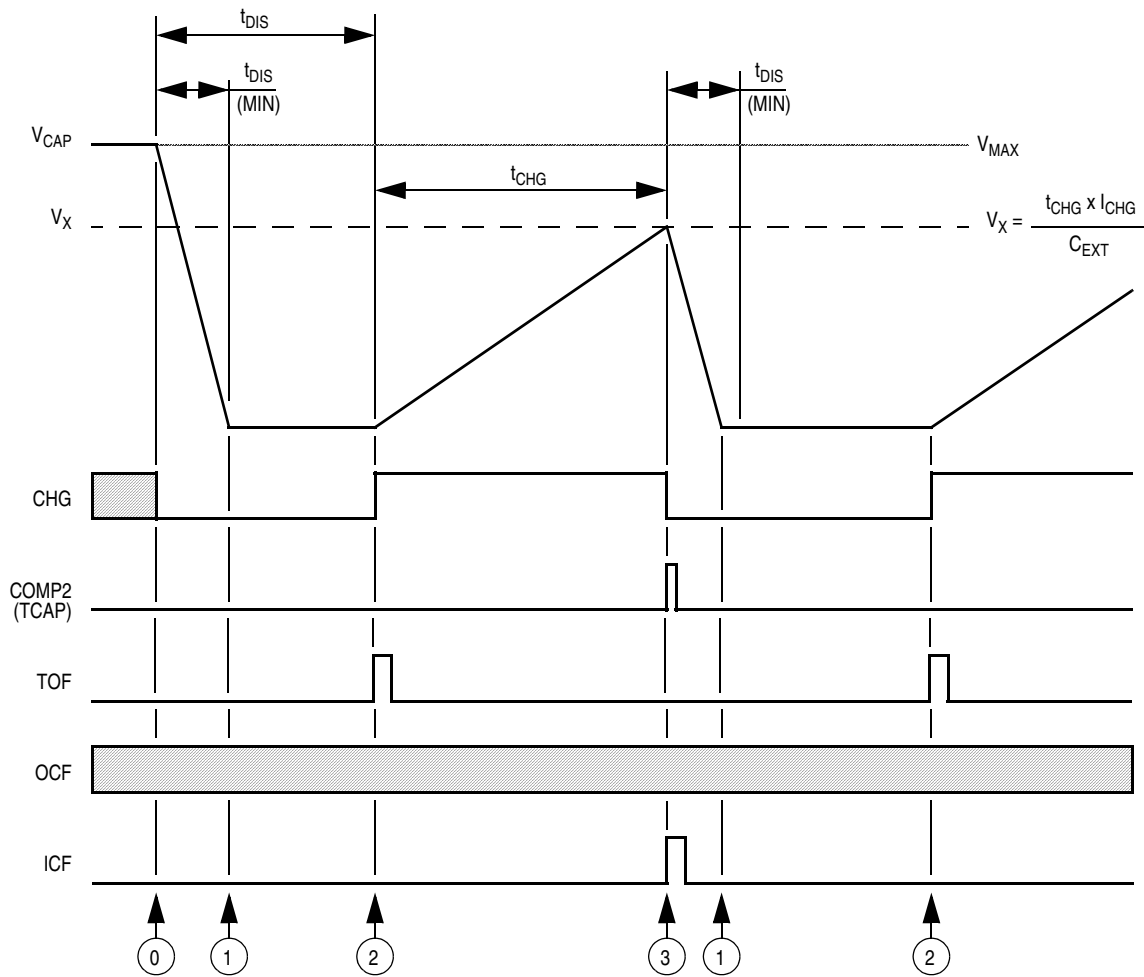 tDIS
tDIS
(MIN)
tDIS
(MIN)
VCAP
VMAX
tCHG
VX
VX =
tCHG x ICHG
CEXT
CHG
COMP2
(TCAP)
TOF
OCF
ICF
0
1
2
3
1
2